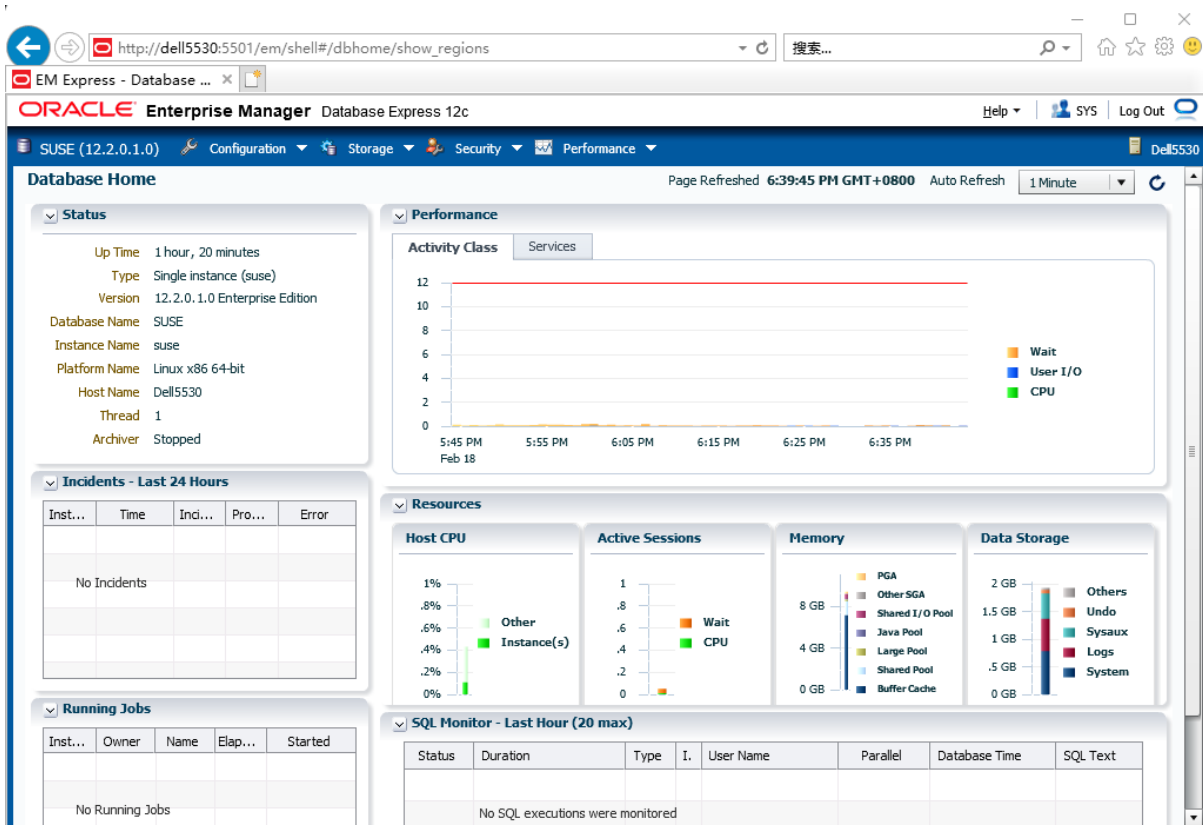 http://dell5530:5501/em/shell#/dbhome/show_regions
搜索...
EM Express - Database ...
ORACLE Enterprise Manager Database Express 12c
Help SYS Log Out
SUSE (12.2.0.1.0) Configuration Storage Security Performance Dell5530
Database Home
Page Refreshed 6:39:45 PM GMT+0800 Auto Refresh 1 Minute
Status
Up Time 1 hour, 20 minutes
Type Single instance (suse)
Version 12.2.0.1.0 Enterprise Edition
Database Name SUSE
Instance Name suse
Platform Name Linux x86 64-bit
Host Name Dell5530
Thread 1
Archiver Stopped
Performance
Activity Class Services
12
10
8
6
4
2
0
5:45 PM 5:55 PM 6:05 PM 6:15 PM 6:25 PM 6:35 PM
Feb 18
Wait
User I/O
CPU
Incidents - Last 24 Hours
Inst... Time Inci... Pro... Error
No Incidents
Resources
Host CPU
1%
.8%
.6%
.4%
.2%
0%
Other
Instance(s)
Active Sessions
1
.8
.6
.4
.2
0
Wait
CPU
Memory
8 GB
4 GB
0 GB
PGA
Other SGA
Shared I/O Pool
Java Pool
Large Pool
Shared Pool
Buffer Cache
Data Storage
2 GB
1.5 GB
1 GB
.5 GB
0 GB
Others
Undo
Sysaux
Logs
System
Running Jobs
Inst... Owner Name Elap... Started
No Running Jobs
SQL Monitor - Last Hour (20 max)
Status Duration Type I. User Name Parallel Database Time SQL Text
No SQL executions were monitored